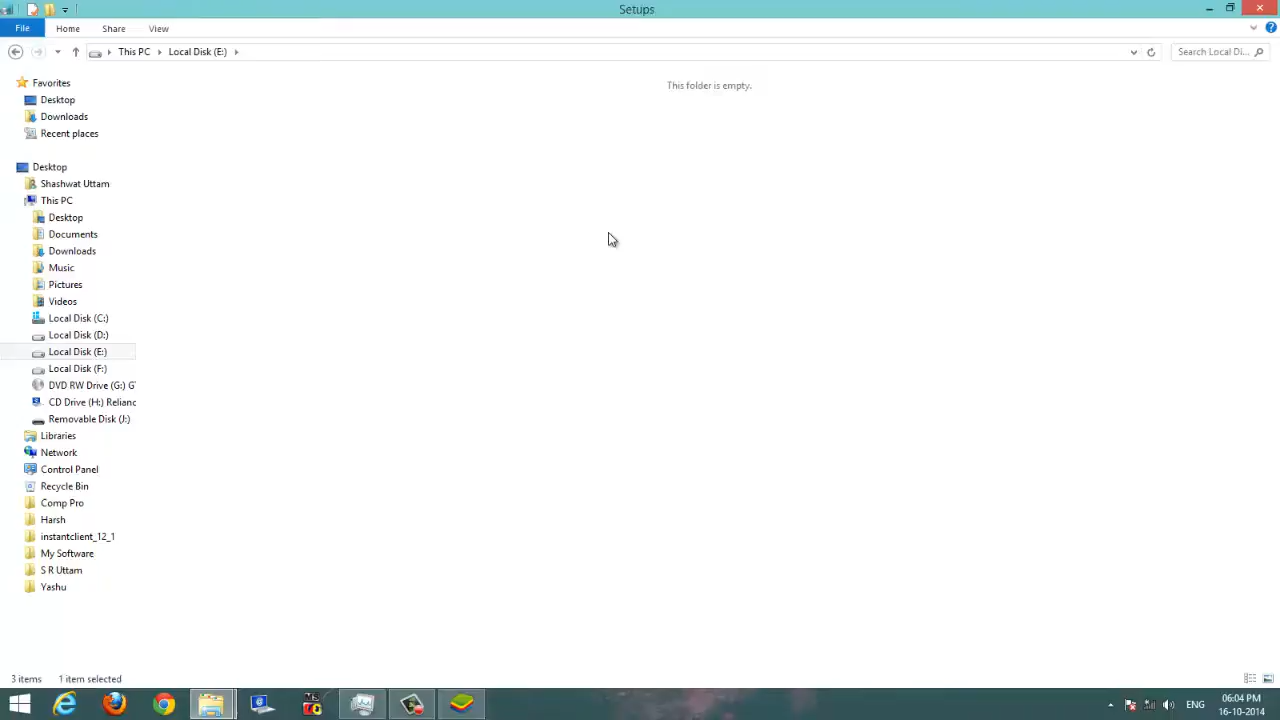 Setups
File Home Share View
This PC Local Disk (E:) Search Local Di...
This folder is empty.
Favorites
Desktop
Downloads
Recent places
Desktop
Shashwat Uttam
This PC
Desktop
Documents
Downloads
Music
Pictures
Videos
Local Disk (C:)
Local Disk (D:)
Local Disk (E:)
Local Disk (F:)
DVD RW Drive (G:) G
CD Drive (H:) Relianc
Removable Disk (J:)
Libraries
Network
Control Panel
Recycle Bin
Comp Pro
Harsh
instantclient_12_1
My Software
S R Uttam
Yashu
3 items 1 item selected
ENG 06:04 PM
16-10-2014